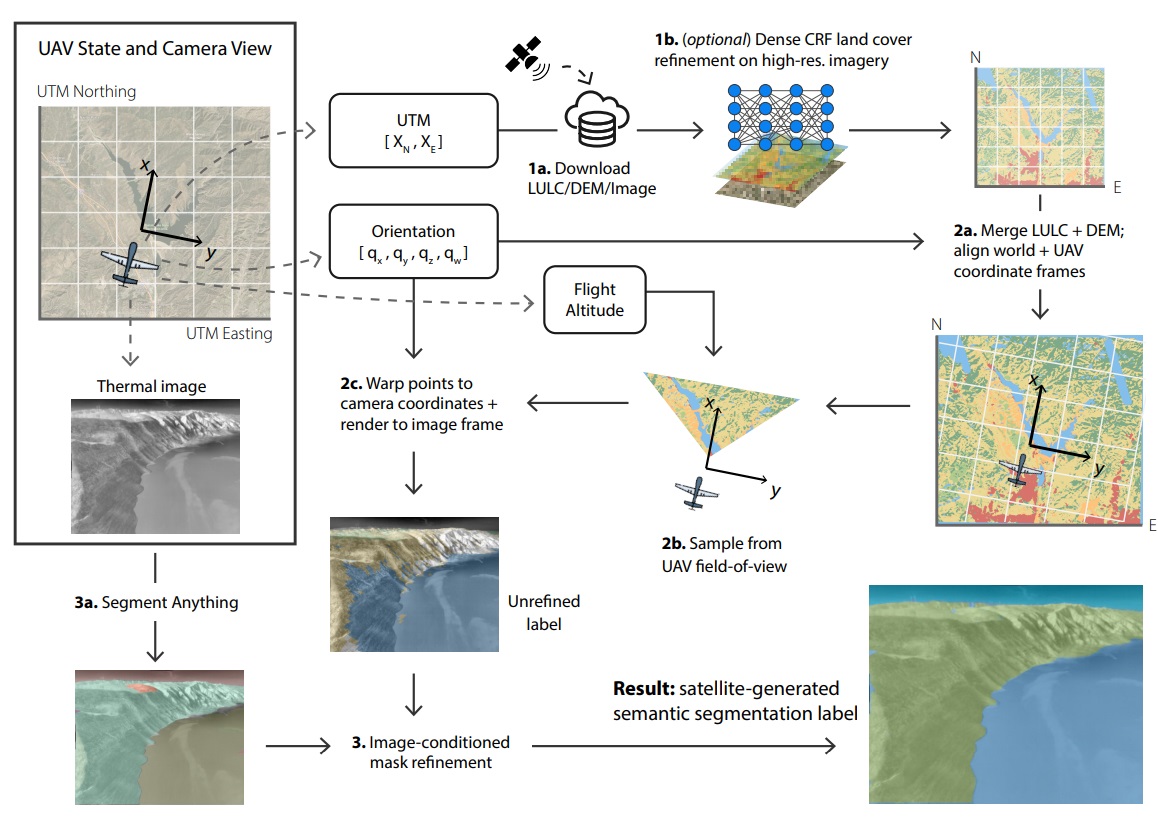 UAV State and Camera View
UTM Northing
x
y
UTM Easting
Thermal image
UTM
[ X_N , X_E ]
Orientation
[ q_x , q_y , q_z , q_w ]
Flight
Altitude
1a. Download
LULC/DEM/Image
1b. (optional) Dense CRF land cover
refinement on high-res. imagery
N
E
2a. Merge LULC + DEM;
align world + UAV
coordinate frames
N
x
y
E
x
y
2b. Sample from
UAV field-of-view
2c. Warp points to
camera coordinates +
render to image frame
Unrefined
label
3a. Segment Anything
3. Image-conditioned
mask refinement
Result: satellite-generated
semantic segmentation label